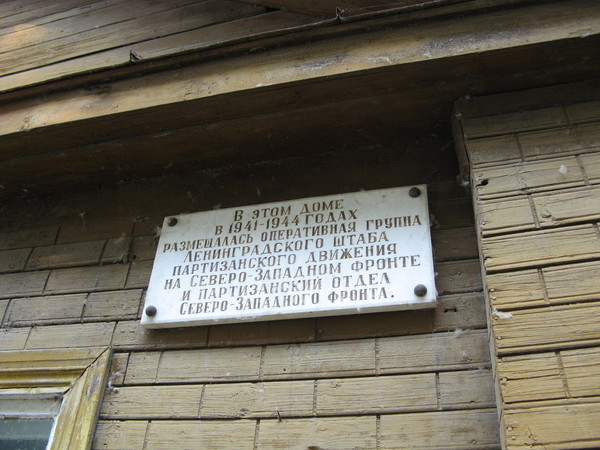 В ЭТОМ ДОМЕ
В 1941-1944 ГОДАХ
РАЗМЕЩАЛАСЬ ОПЕРАТИВНАЯ ГРУППА
ЛЕНИНГРАДСКОГО ШТАБА
ПАРТИЗАНСКОГО ДВИЖЕНИЯ
НА СЕВЕРО-ЗАПАДНОМ ФРОНТЕ
И ПАРТИЗАНСКИЙ ОТДЕЛ
СЕВЕРО-ЗАПАДНОГО ФРОНТА.